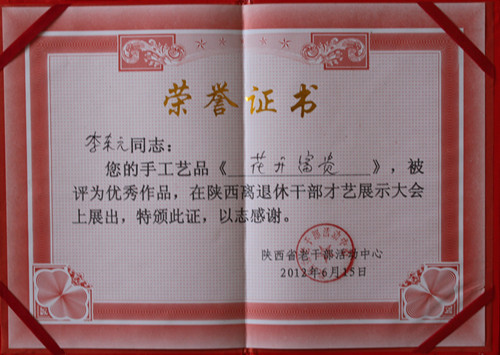 荣誉证书
李来元同志:
您的手工艺品《 花开富贵 》,被
评为优秀作品,在陕西离退休干部才艺展示大会
上展出,特颁此证,以志感谢。
陕西省老干部活动中心
2012年6月15日